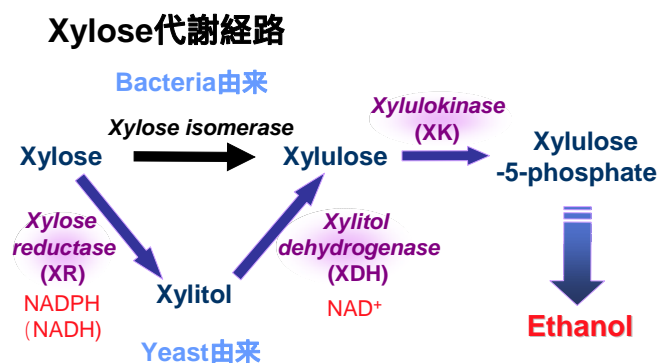 Xylose代謝経路
Bacteria由来
Xylose isomerase
Xylulokinase
(XK)
Xylose
Xylulose
Xylulose
-5-phosphate
Xylose
reductase
(XR)
NADPH
(NADH)
Xylitol
Xylitol
dehydrogenase
(XDH)
NAD⁺
Ethanol
Yeast由来